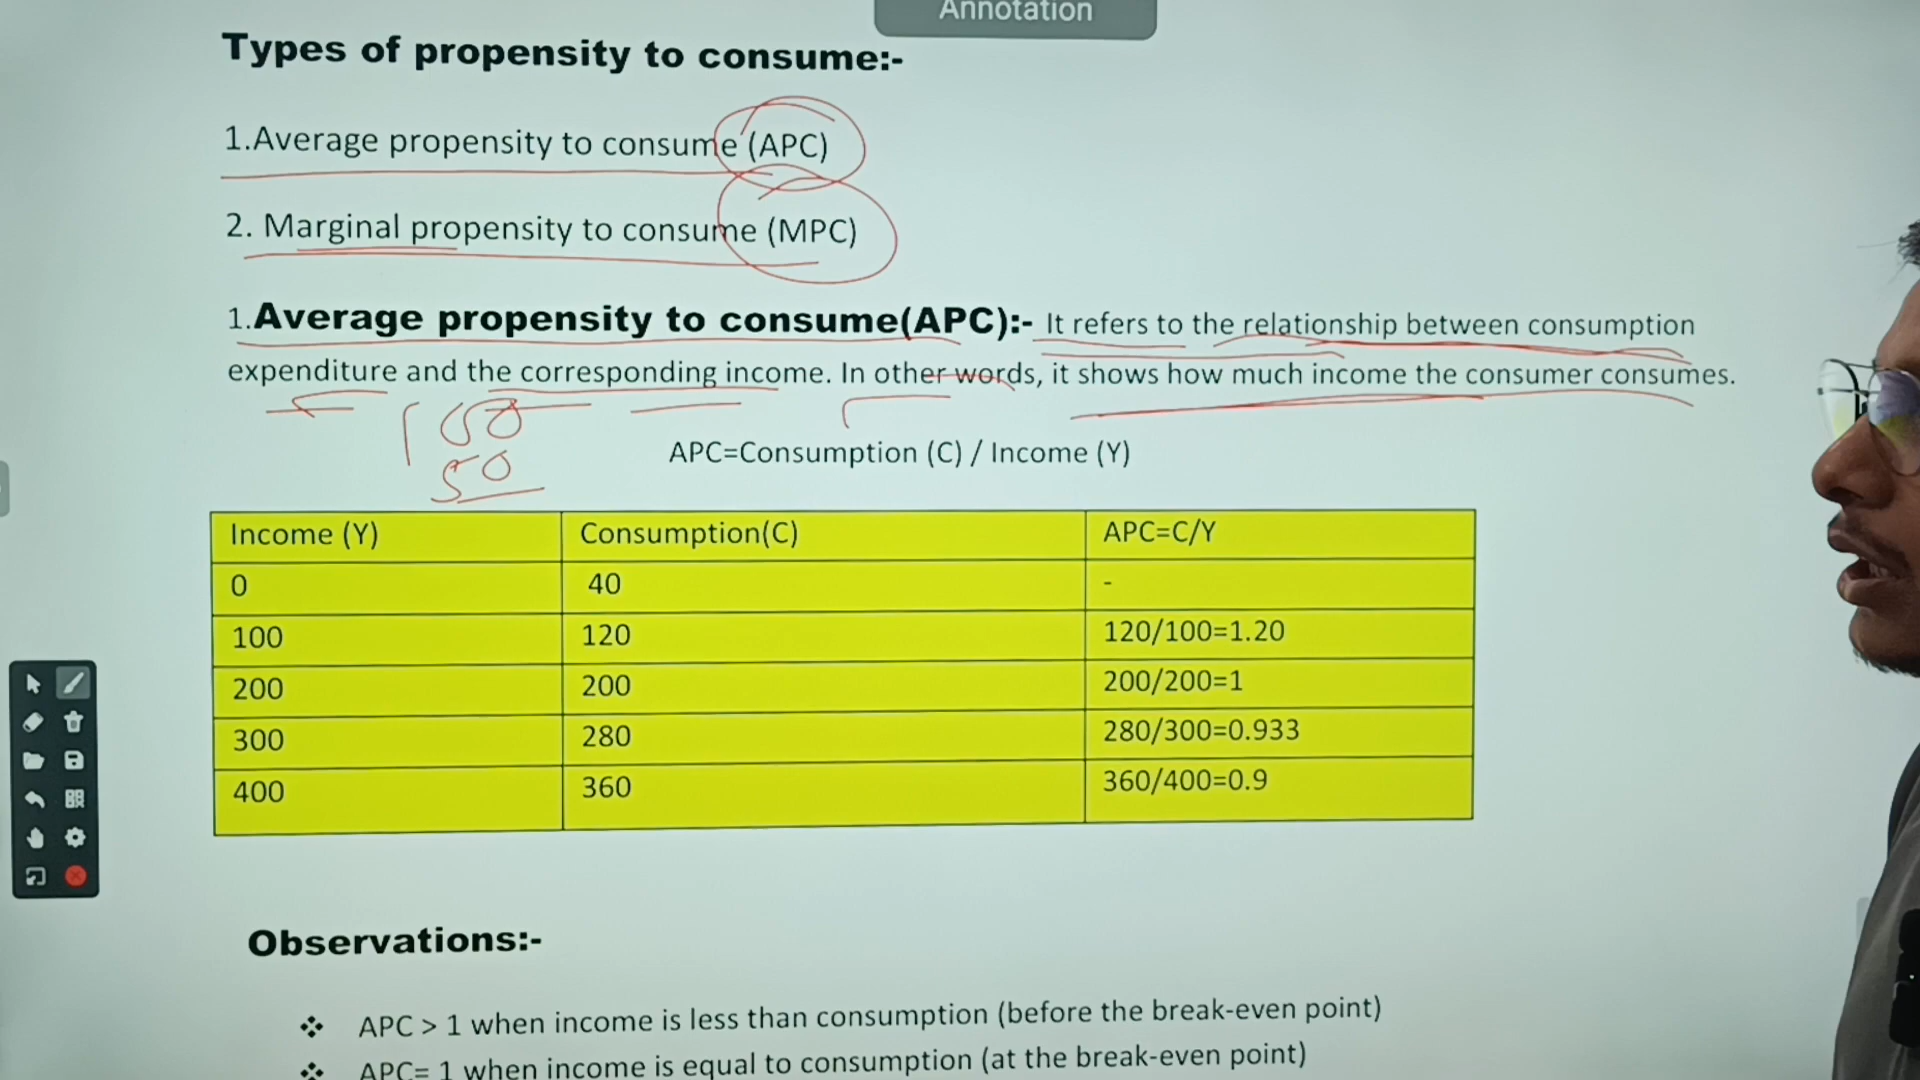 Annotation
Types of propensity to consume:-
1.Average propensity to consume (APC)
2. Marginal propensity to consume (MPC)
1.Average propensity to consume(APC):- It refers to the relationship between consumption
expenditure and the corresponding income. In other words, it shows how much income the consumer consumes.
100
50
APC=Consumption (C) / Income (Y)
Income (Y) Consumption(C) APC=C/Y
0 40 -
100 120 120/100=1.20
200 200 200/200=1
300 280 280/300=0.933
400 360 360/400=0.9
Observations:-
❖ APC > 1 when income is less than consumption (before the break-even point)
❖ APC= 1 when income is equal to consumption (at the break-even point)